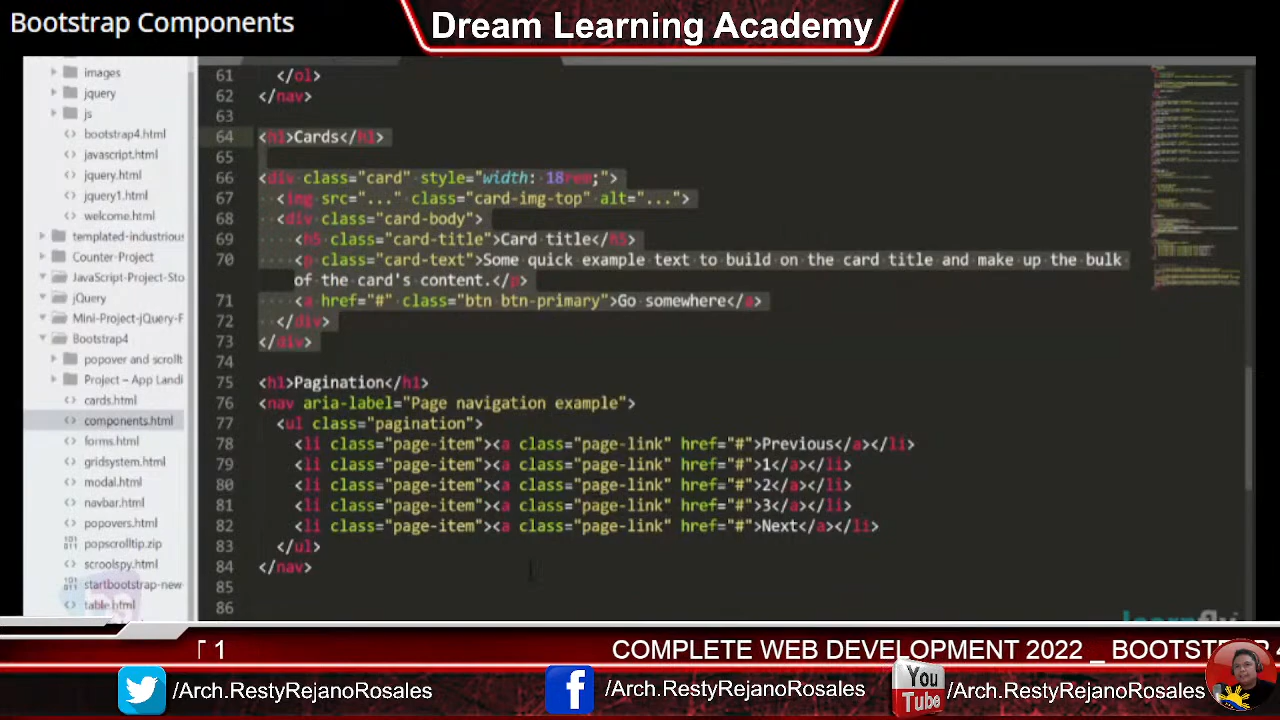 Bootstrap Components
Dream Learning Academy
images
jquery
js
bootstrap4.html
javascript.html
jquery.html
jquery1.html
welcome.html
templated-industriou
Counter-Project
JavaScript-Project-Sto
jQuery
Mini-Project-jQuery-F
Bootstrap4
popover and scrollt
Project – App Landi
cards.html
components.html
forms.html
gridsystem.html
modal.html
navbar.html
popovers.html
popscrolltip.zip
scroolspy.html
startbootstrap-new
table.html
61 </ol>
62 </nav>
63
64 <h1>Cards</h1>
65
66 <div class="card" style="width: 18rem;">
67 <img src="..." class="card-img-top" alt="...">
68 <div class="card-body">
69 <h5 class="card-title">Card title</h5>
70 <p class="card-text">Some quick example text to build on the card title and make up the bulk
of the card's content.</p>
71 <a href="#" class="btn btn-primary">Go somewhere</a>
72 </div>
73 </div>
74
75 <h1>Pagination</h1>
76 <nav aria-label="Page navigation example">
77 <ul class="pagination">
78 <li class="page-item"><a class="page-link" href="#">Previous</a></li>
79 <li class="page-item"><a class="page-link" href="#">1</a></li>
80 <li class="page-item"><a class="page-link" href="#">2</a></li>
81 <li class="page-item"><a class="page-link" href="#">3</a></li>
82 <li class="page-item"><a class="page-link" href="#">Next</a></li>
83 </ul>
84 </nav>
85
86
1 COMPLETE WEB DEVELOPMENT 2022 _ BOOTSTRAP 4
/Arch.RestyRejanoRosales /Arch.RestyRejanoRosales You Tube /Arch.RestyRejanoRosales